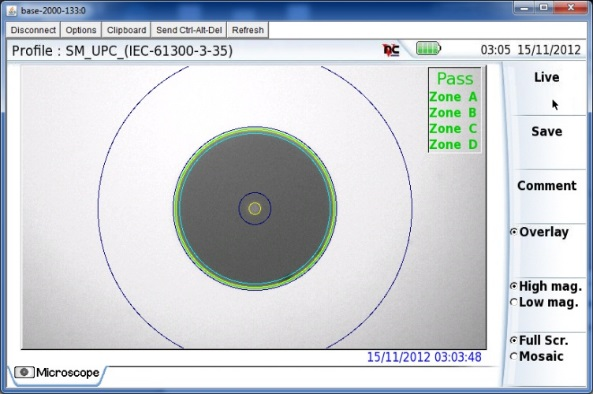 base-2000-133:0
Disconnect Options Clipboard Send Ctrl-Alt-Del Refresh
Profile : SM_UPC_(IEC-61300-3-35)
03:05 15/11/2012
Pass
Zone A
Zone B
Zone C
Zone D
Live
Save
Comment
Overlay
High mag.
Low mag.
Full Scr.
Mosaic
15/11/2012 03:03:48
Microscope